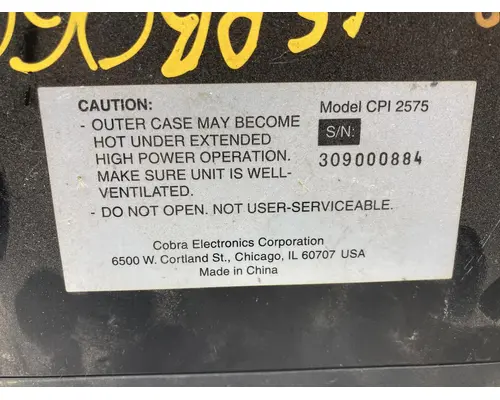 CAUTION:
- OUTER CASE MAY BECOME
HOT UNDER EXTENDED
HIGH POWER OPERATION.
MAKE SURE UNIT IS WELL-
VENTILATED.
- DO NOT OPEN. NOT USER-SERVICEABLE.
Model CPI 2575
S/N:
309000884
Cobra Electronics Corporation
6500 W. Cortland St., Chicago, IL 60707 USA
Made in China